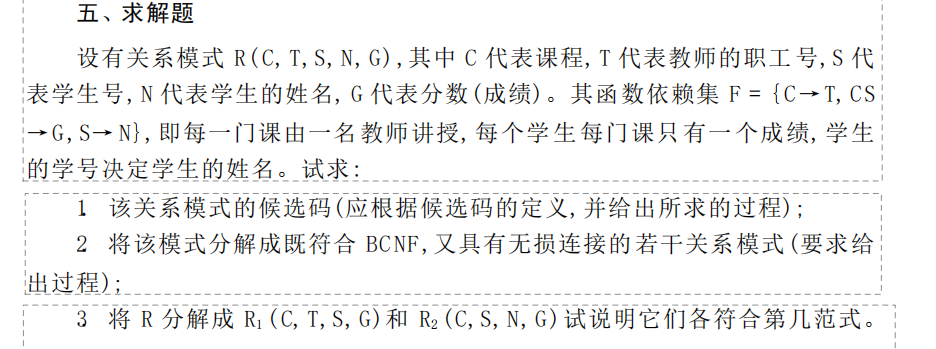 五、求解题
设有关系模式 R(C,T,S,N,G),其中 C 代表课程,T 代表教师的职工号,S 代
表学生号,N 代表学生的姓名,G 代表分数(成绩)。其函数依赖集 F = {C→T,CS
→G,S→N},即每一门课由一名教师讲授,每个学生每门课只有一个成绩,学生
的学号决定学生的姓名。试求:
1. 该关系模式的候选码(应根据候选码的定义,并给出所求的过程);
2 将该模式分解成既符合 BCNF,又具有无损连接的若干关系模式(要求给
出过程);
3 将 R 分解成 R₁(C,T,S,G)和 R₂(C,S,N,G)试说明它们各符合第几范式。